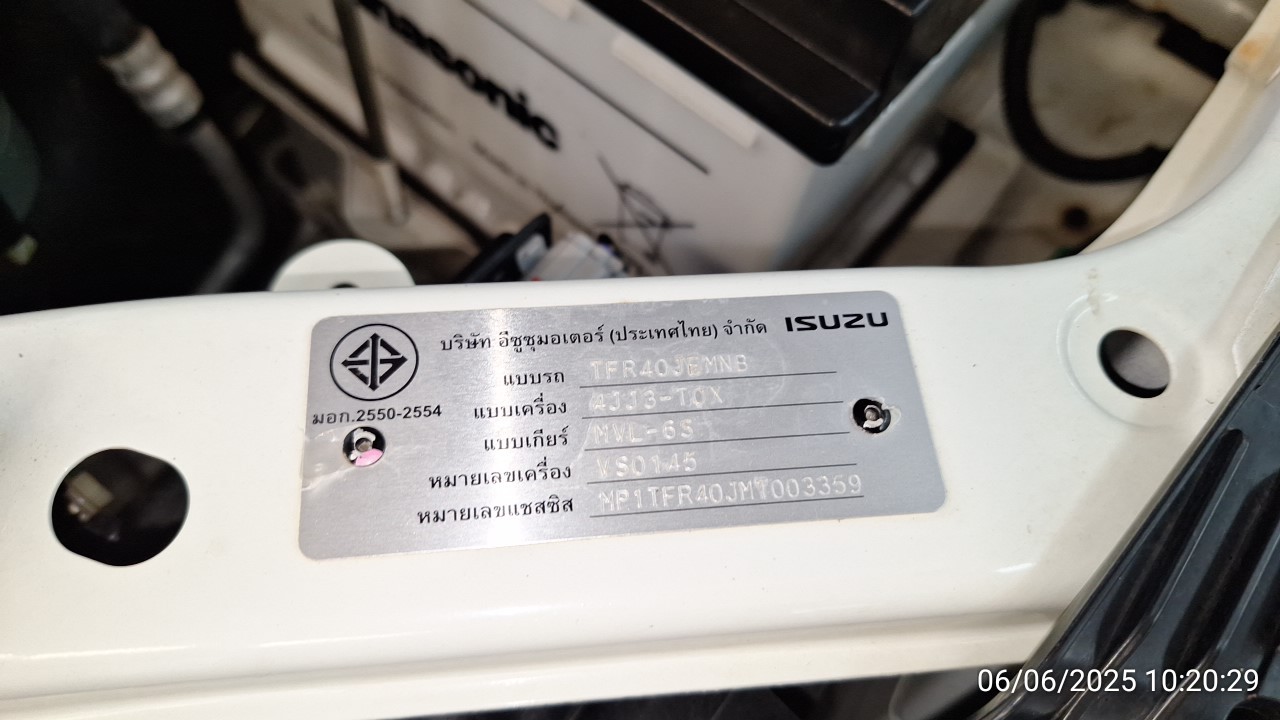 nasonic
บริษัท อีซูซุมอเตอร์ (ประเทศไทย) จำกัด ISUZU
แบบรถ TFR40JEMNB
มอก.2550-2554
แบบเครื่อง 4JJ3-TOX
แบบเกียร์ MVL-6S
หมายเลขเครื่อง VS0145
หมายเลขแชสซิส MP1TFR40JMT003359
06/06/2025 10:20:29